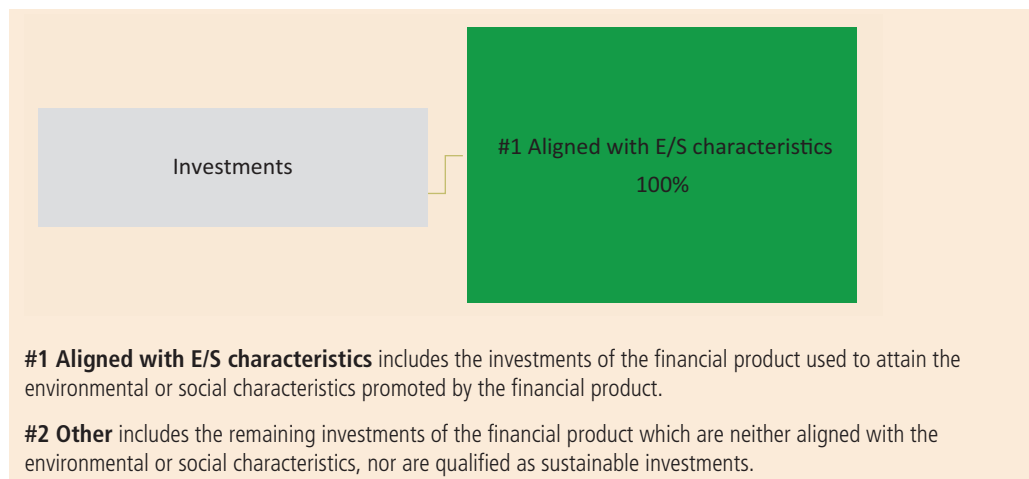 Investments
#1 Aligned with E/S characteristics
100%
#1 Aligned with E/S characteristics includes the investments of the financial product used to attain the
environmental or social characteristics promoted by the financial product.
#2 Other includes the remaining investments of the financial product which are neither aligned with the
environmental or social characteristics, nor are qualified as sustainable investments.